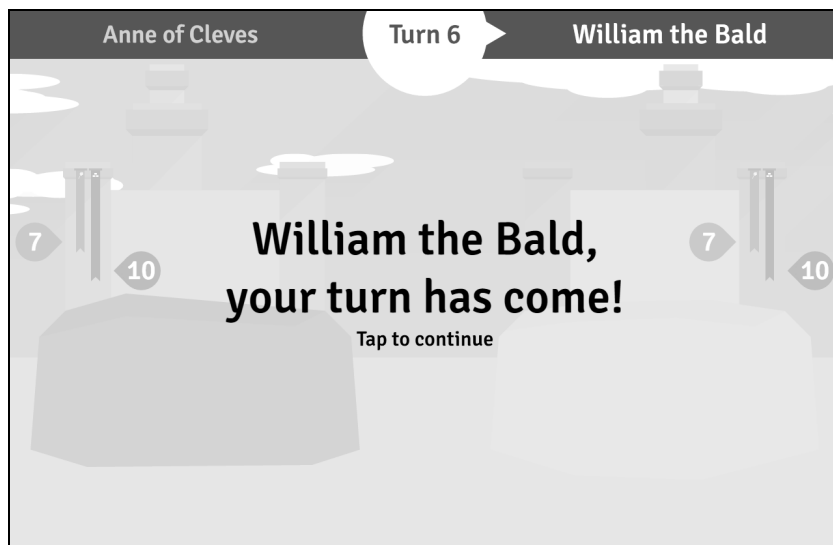 Anne of Cleves
Turn 6
William the Bald
William the Bald,
your turn has come!
Tap to continue
7
10
7
10